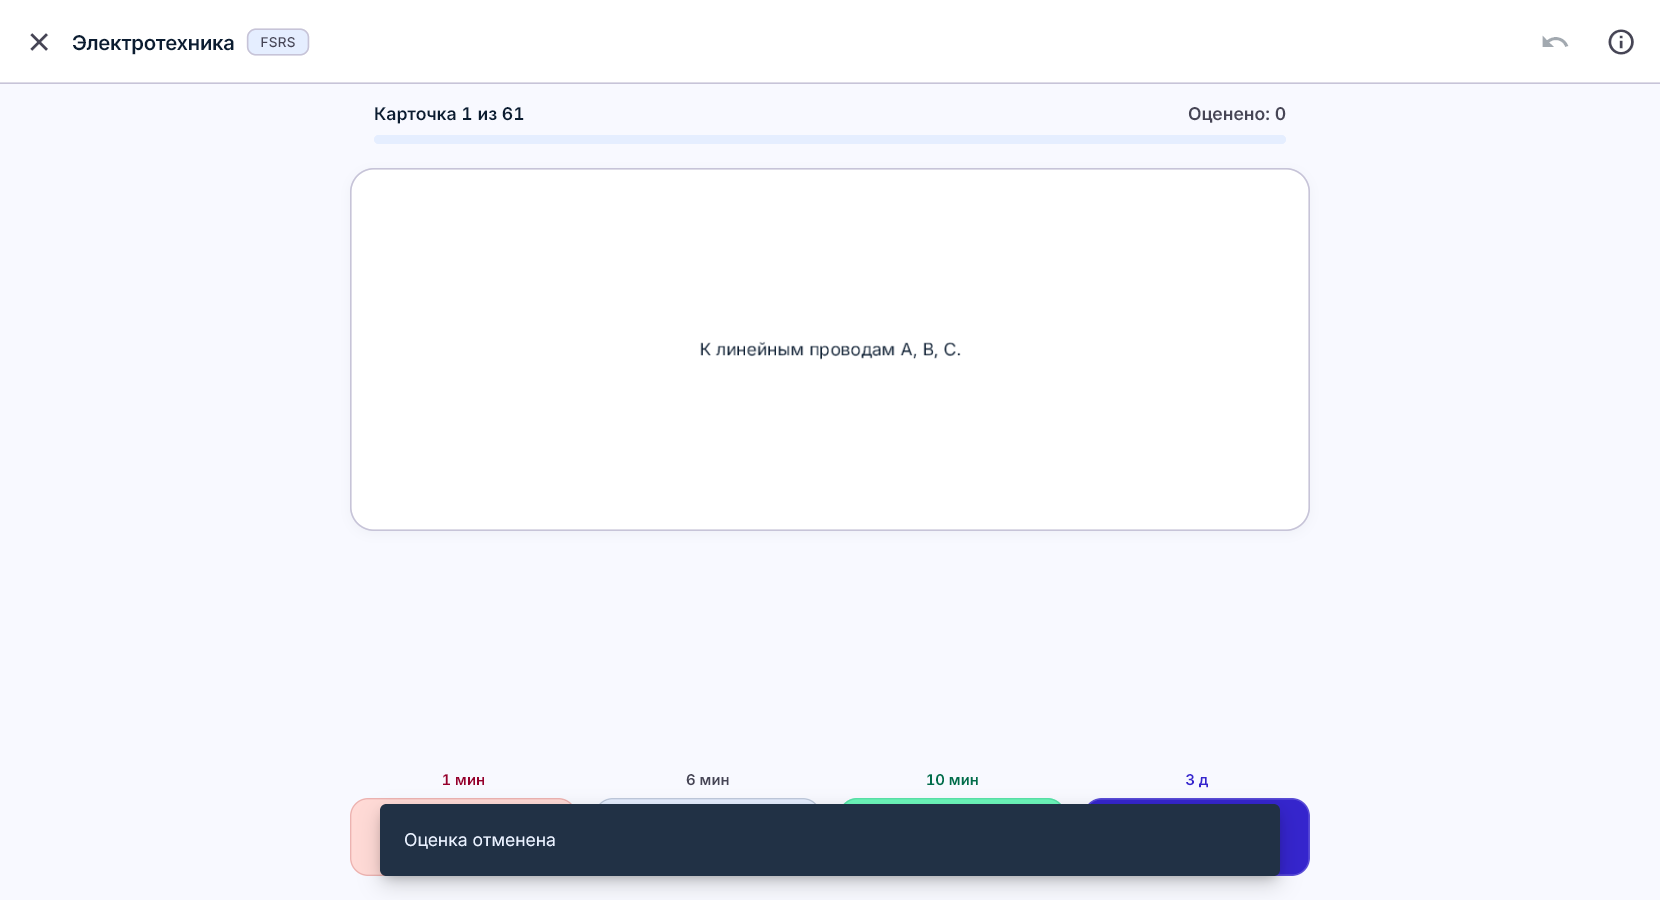 Электротехника FSRS
Карточка 1 из 61
Оценено: 0
К линейным проводам A, B, C.
1 мин
6 мин
10 мин
3 д
Оценка отменена